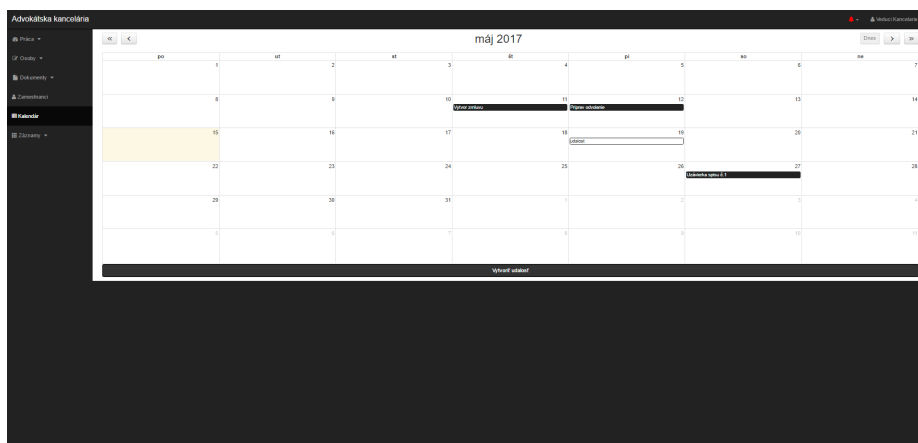 Advokátska kancelária
Vedúci Kancelárie
Práca
Osoby
Dokumenty
Zamestnanci
Kalendár
Záznamy
« ‹ máj 2017 Dnes › »
po ut st št pi so ne
1 2 3 4 5 6 7
8 9 10 11 12 13 14
Vytvor zmluvu Priprav odvolanie
15 16 17 18 19 20 21
udalosť
22 23 24 25 26 27 28
Uzávierka spisu č.1
29 30 31 1 2 3 4
5 6 7 8 9 10 11
Vytvoriť udalosť